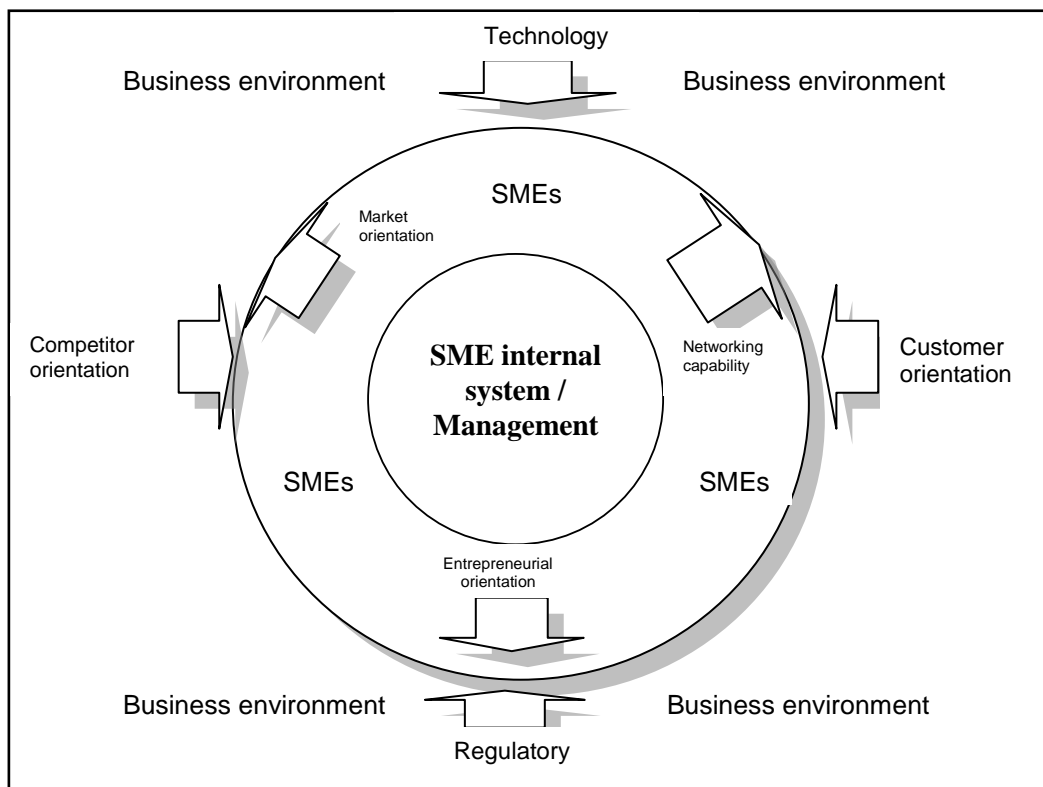 Technology
Business environment
Business environment
SMEs
Market
orientation
Competitor
orientation
SME internal
system /
Management
Networking
capability
Customer
orientation
SMEs
SMEs
Entrepreneurial
orientation
Business environment
Business environment
Regulatory